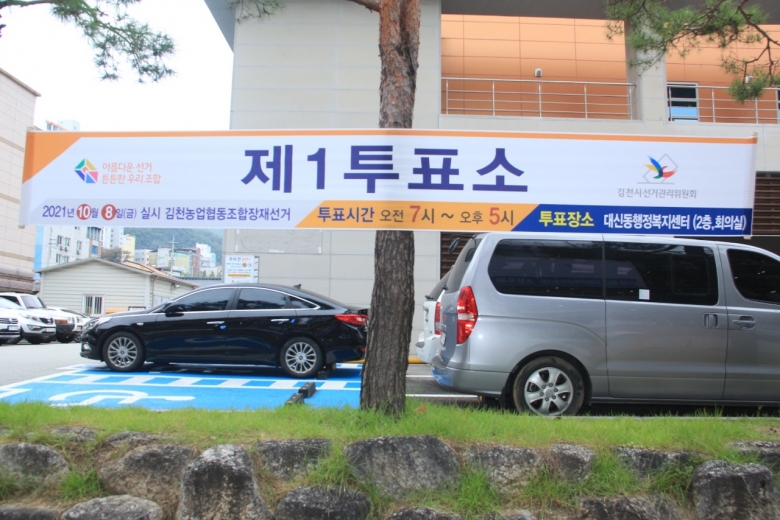 아름다운 선거
튼튼한 우리 조합
제1투표소
김천시선거관리위원회
2021년 10월 8일(금) 실시 김천농업협동조합장재선거
투표시간 오전 7시 ~ 오후 5시
투표장소 대신동행정복지센터 (2층,회의실)